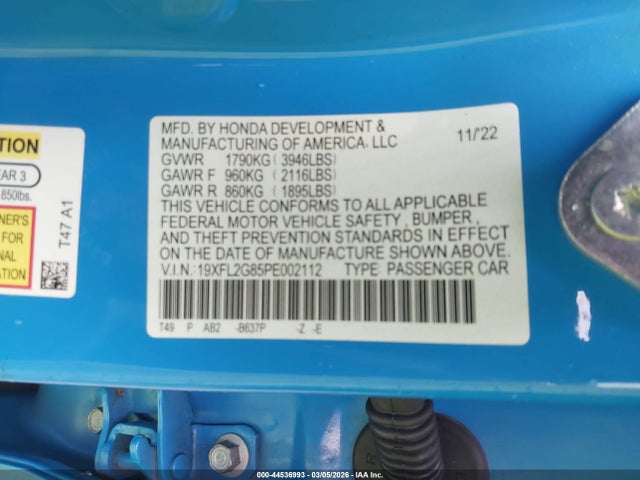 MFD. BY HONDA DEVELOPMENT &
MANUFACTURING OF AMERICA, LLC 11/'22
GVWR 1790KG ( 3946LBS)
GAWR F 960KG ( 2116LBS)
GAWR R 860KG ( 1895LBS)
THIS VEHICLE CONFORMS TO ALL APPLICABLE
FEDERAL MOTOR VEHICLE SAFETY , BUMPER ,
AND THEFT PREVENTION STANDARDS IN EFFECT
ON THE DATE OF MANUFACTURE SHOWN ABOVE.
V.I.N. : 19XFL2G85PE002112 TYPE: PASSENGER CAR
T49 P AB2 -B637P -Z -E
TION
EAR 3
850lbs.
NER'S
FOR
NAL
ATION
T47 A1
000-44536993 - 03/05/2026 - IAAI.COM